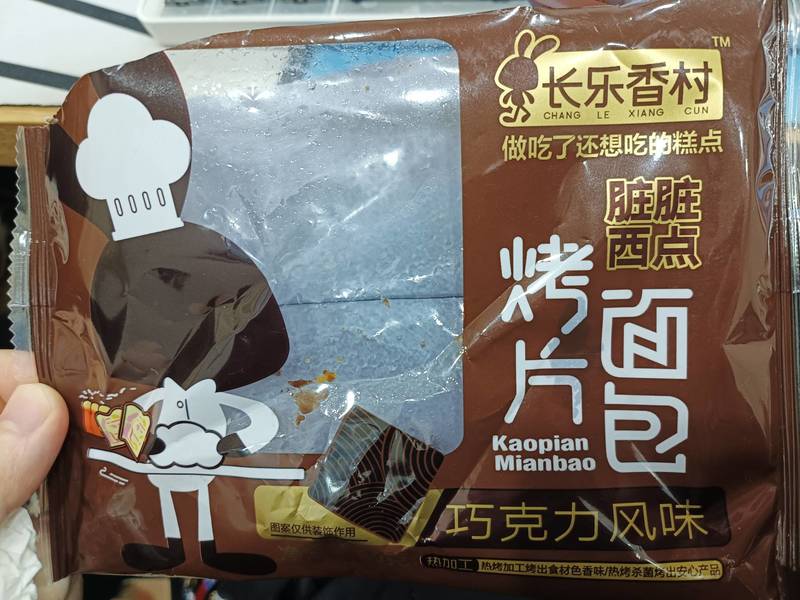 长乐香村
TM
CHANG LE XIANG CUN
做吃了还想吃的糕点
脏脏
西点
烤片
面包
Kaopian
Mianbao
巧克力风味
图案仅供装饰作用
热加工
热烤加工烤出食材色香味/热烤杀菌烤出安心产品